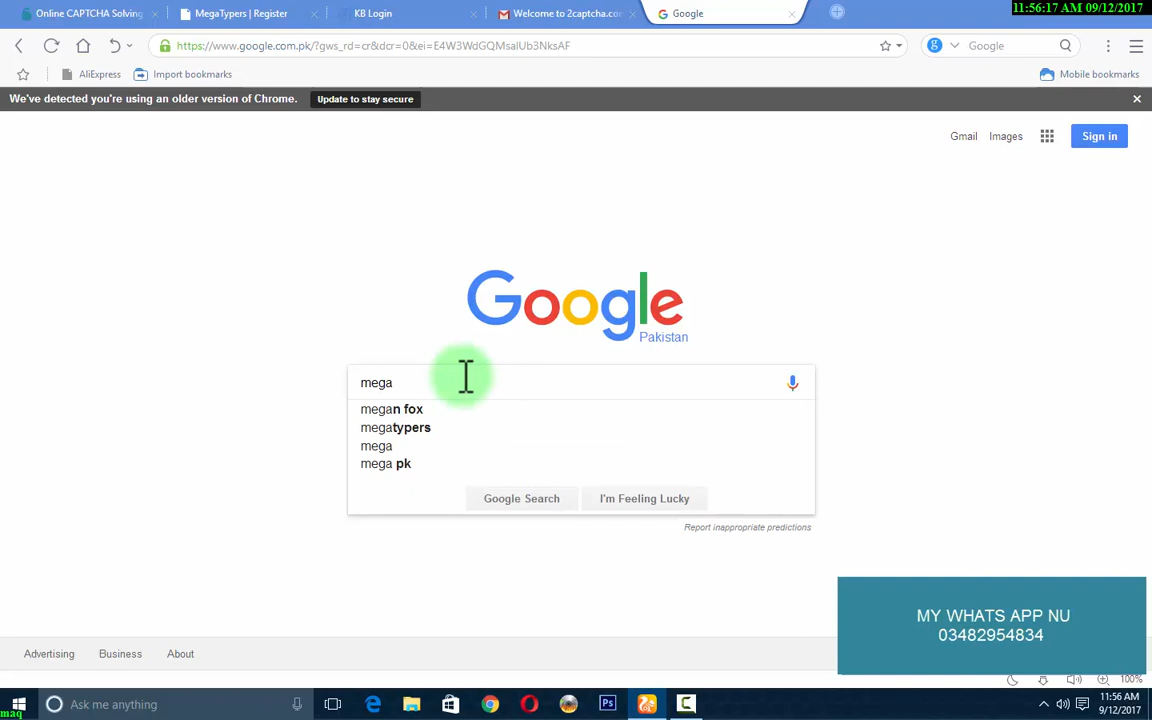 11:56:17 AM 09/12/2017
Online CAPTCHA Solving
MegaTypers | Register
KB Login
Welcome to 2captcha.com
Google
https://www.google.com.pk/?gws_rd=cr&dcr=0&ei=E4W3WdGQMsalUb3NksAF
Google
AliExpress
Import bookmarks
Mobile bookmarks
We've detected you're using an older version of Chrome.
Update to stay secure
Gmail
Images
Sign in
Google
Pakistan
mega
megan fox
megatypers
mega
mega pk
Google Search
I'm Feeling Lucky
Report inappropriate predictions
MY WHATS APP NU
03482954834
Advertising
Business
About
100%
Ask me anything
Ps
11:56 AM
9/12/2017
maq